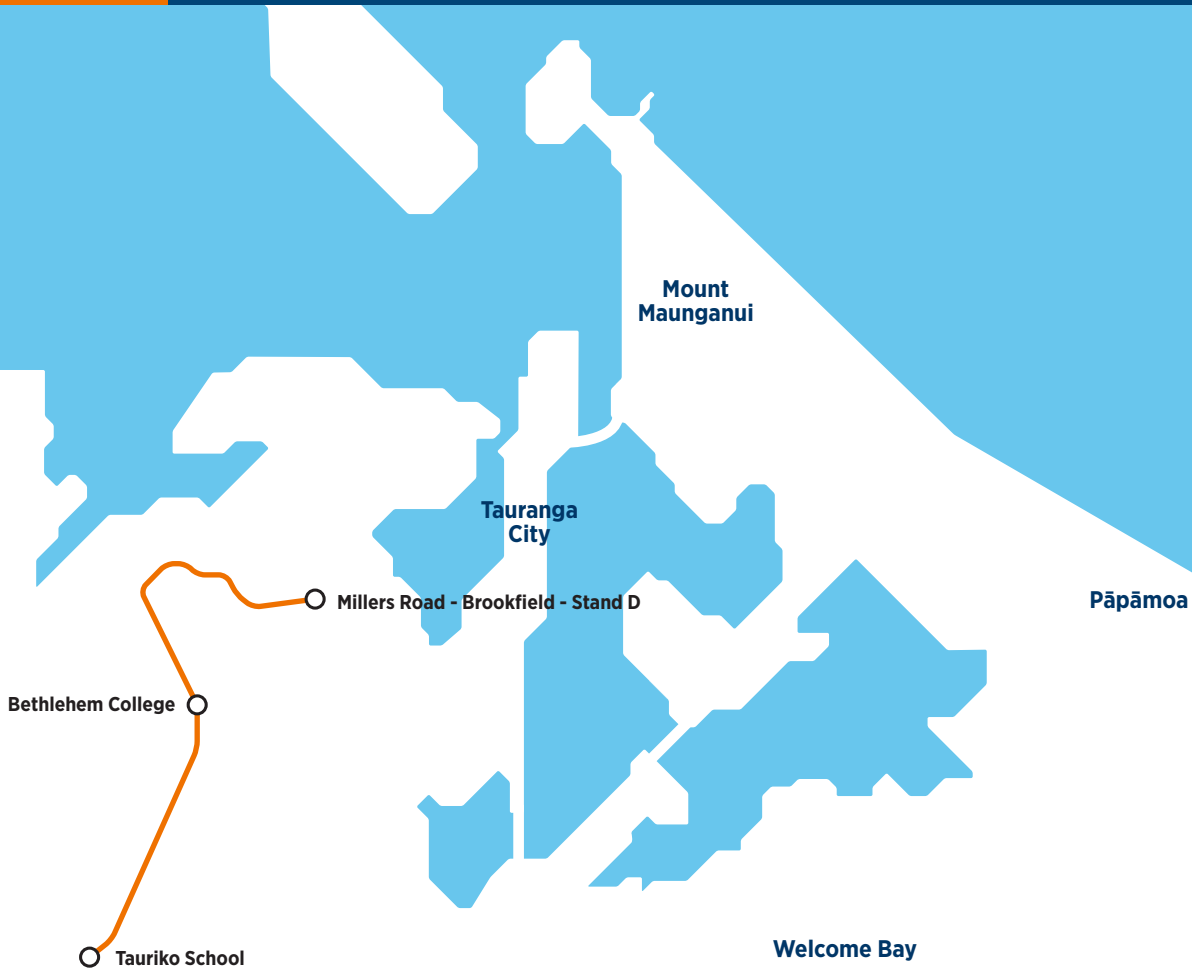 Mount
Maunganui
Tauranga
City
Millers Road - Brookfield - Stand D
Pāpāmoa
Bethlehem College
Welcome Bay
Tauriko School